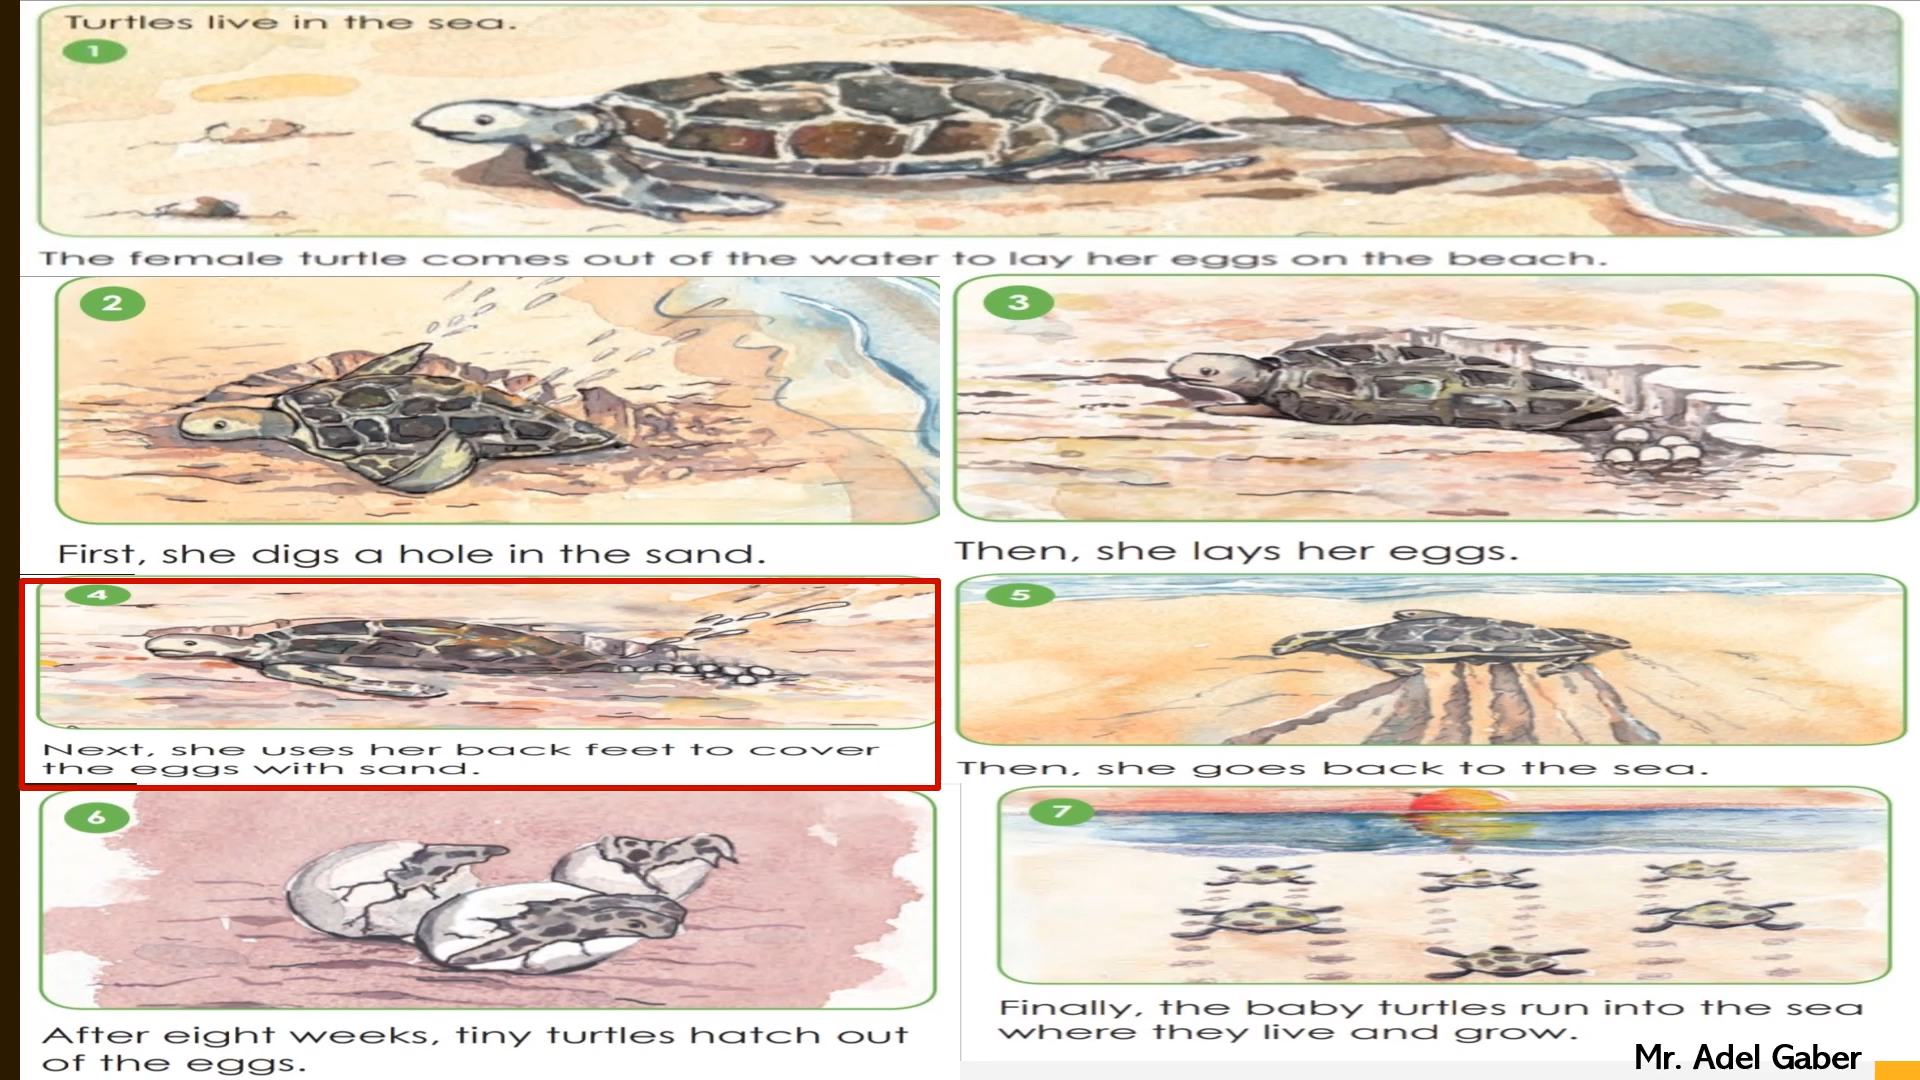 Turtles live in the sea.
1
The female turtle comes out of the water to lay her eggs on the beach.
2
First, she digs a hole in the sand.
3
Then, she lays her eggs.
4
Next, she uses her back feet to cover
the eggs with sand.
5
Then, she goes back to the sea.
6
After eight weeks, tiny turtles hatch out
of the eggs.
7
Finally, the baby turtles run into the sea
where they live and grow.
Mr. Adel Gaber